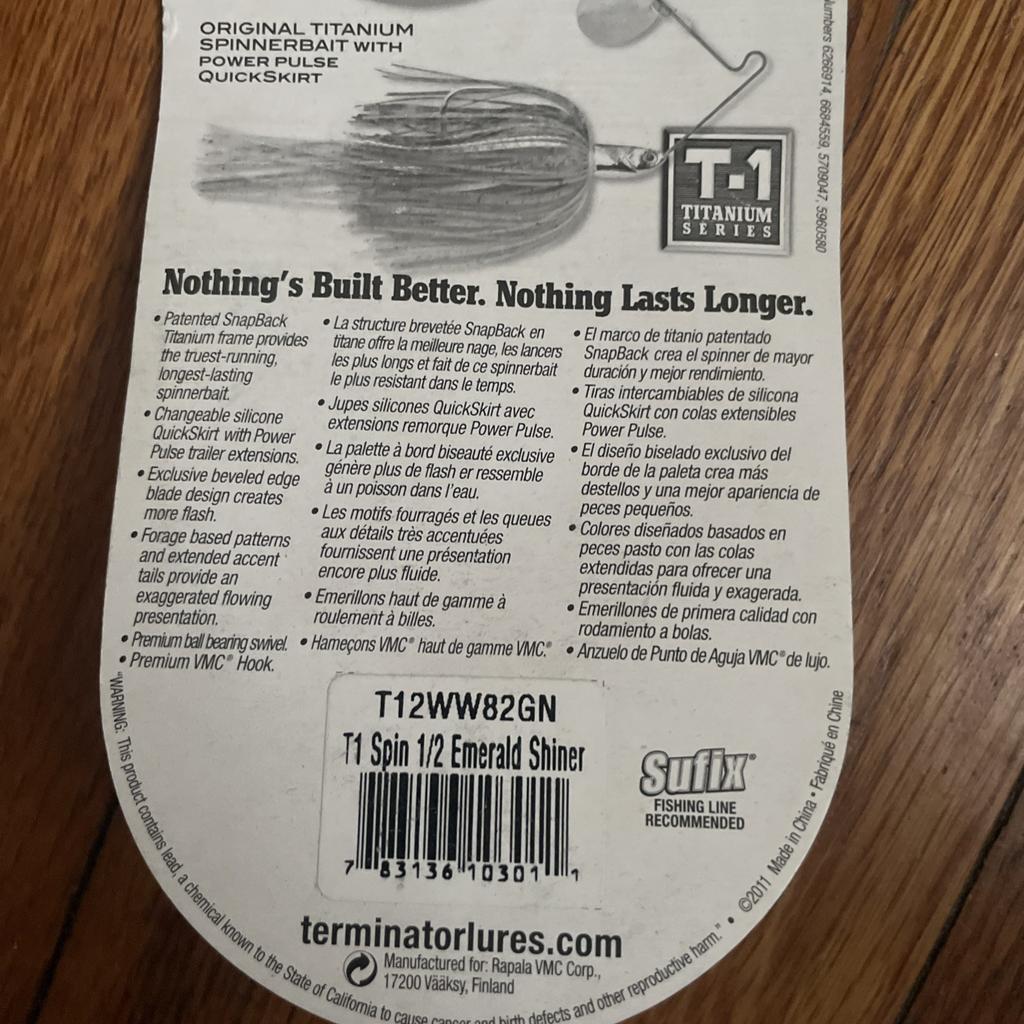 ORIGINAL TITANIUM
SPINNERBAIT WITH
POWER PULSE
QUICKSKIRT
T-1
TITANIUM
SERIES
umbers 6266914, 6684559, 5709047, 5960580
Nothing's Built Better. Nothing Lasts Longer.
• Patented SnapBack
Titanium frame provides
the truest-running,
longest-lasting
spinnerbait.
• Changeable silicone
QuickSkirt with Power
Pulse trailer extensions.
• Exclusive beveled edge
blade design creates
more flash.
• Forage based patterns
and extended accent
tails provide an
exaggerated flowing
presentation.
• Premium ball bearing swivel.
• Premium VMC® Hook.
• La structure brevetée SnapBack en
titane offre la meilleure nage, les lancers
les plus longs et fait de ce spinnerbait
le plus resistant dans le temps.
• Jupes silicones QuickSkirt avec
extensions remorque Power Pulse.
• La palette à bord biseauté exclusive
génère plus de flash er ressemble
à un poisson dans l'eau.
• Les motifs fourragés et les queues
aux détails très accentuées
fournissent une présentation
encore plus fluide.
• Emerillons haut de gamme à
roulement à billes.
• Hameçons VMC® haut de gamme VMC.®
• El marco de titanio patentado
SnapBack crea el spinner de mayor
duración y mejor rendimiento.
• Tiras intercambiables de silicona
QuickSkirt con colas extensibles
Power Pulse.
• El diseño biselado exclusivo del
borde de la paleta crea más
destellos y una mejor apariencia de
peces pequeños.
• Colores diseñados basados en
peces pasto con las colas
extendidas para ofrecer una
presentación fluida y exagerada.
• Emerillones de primera calidad con
rodamiento a bolas.
• Anzuelo de Punto de Aguja VMC® de lujo.
T12WW82GN
T1 Spin 1/2 Emerald Shiner
7 83136 10301 1
Sufix®
FISHING LINE
RECOMMENDED
terminatorlures.com
Manufactured for: Rapala VMC Corp.,
17200 Vääksy, Finland
"WARNING: This product contains lead, a chemical known to the State of California to cause cancer and birth defects and other reproductive harm." • ©2011 Made in China • Fabriqué en Chine